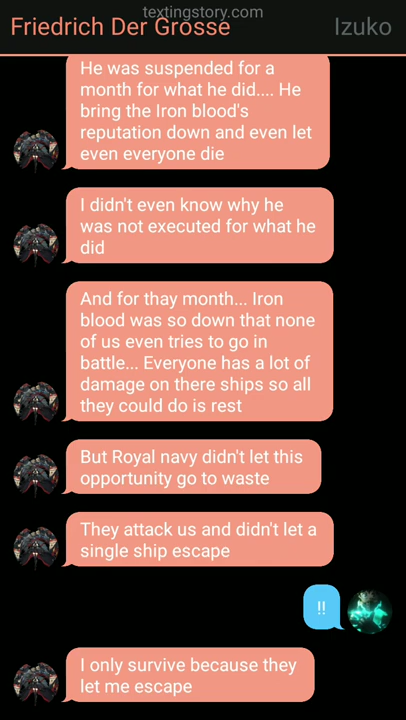 textingstory.com
Friedrich Der Grosse
Izuko
He was suspended for a
month for what he did.... He
bring the Iron blood's
reputation down and even let
even everyone die
I didn't even know why he
was not executed for what he
did
And for thay month... Iron
blood was so down that none
of us even tries to go in
battle... Everyone has a lot of
damage on there ships so all
they could do is rest
But Royal navy didn't let this
opportunity go to waste
They attack us and didn't let a
single ship escape
!!
I only survive because they
let me escape